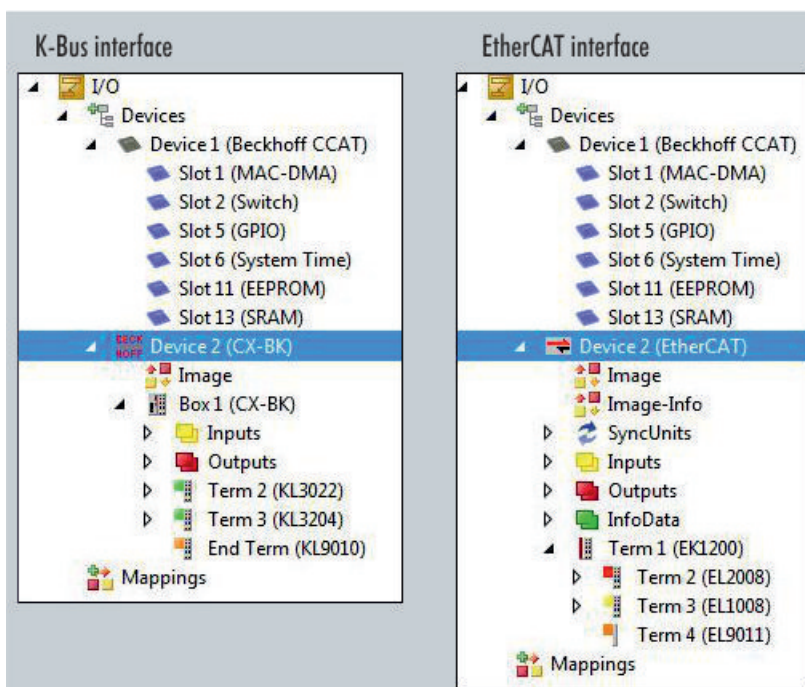 K-Bus interface
I/O
Devices
Device 1 (Beckhoff CCAT)
Slot 1 (MAC-DMA)
Slot 2 (Switch)
Slot 5 (GPIO)
Slot 6 (System Time)
Slot 11 (EEPROM)
Slot 13 (SRAM)
BECK
HOFF
Device 2 (CX-BK)
Image
Box 1 (CX-BK)
Inputs
Outputs
Term 2 (KL3022)
Term 3 (KL3204)
End Term (KL9010)
Mappings
EtherCAT interface
I/O
Devices
Device 1 (Beckhoff CCAT)
Slot 1 (MAC-DMA)
Slot 2 (Switch)
Slot 5 (GPIO)
Slot 6 (System Time)
Slot 11 (EEPROM)
Slot 13 (SRAM)
Device 2 (EtherCAT)
Image
Image-Info
SyncUnits
Inputs
Outputs
InfoData
Term 1 (EK1200)
Term 2 (EL2008)
Term 3 (EL1008)
Term 4 (EL9011)
Mappings